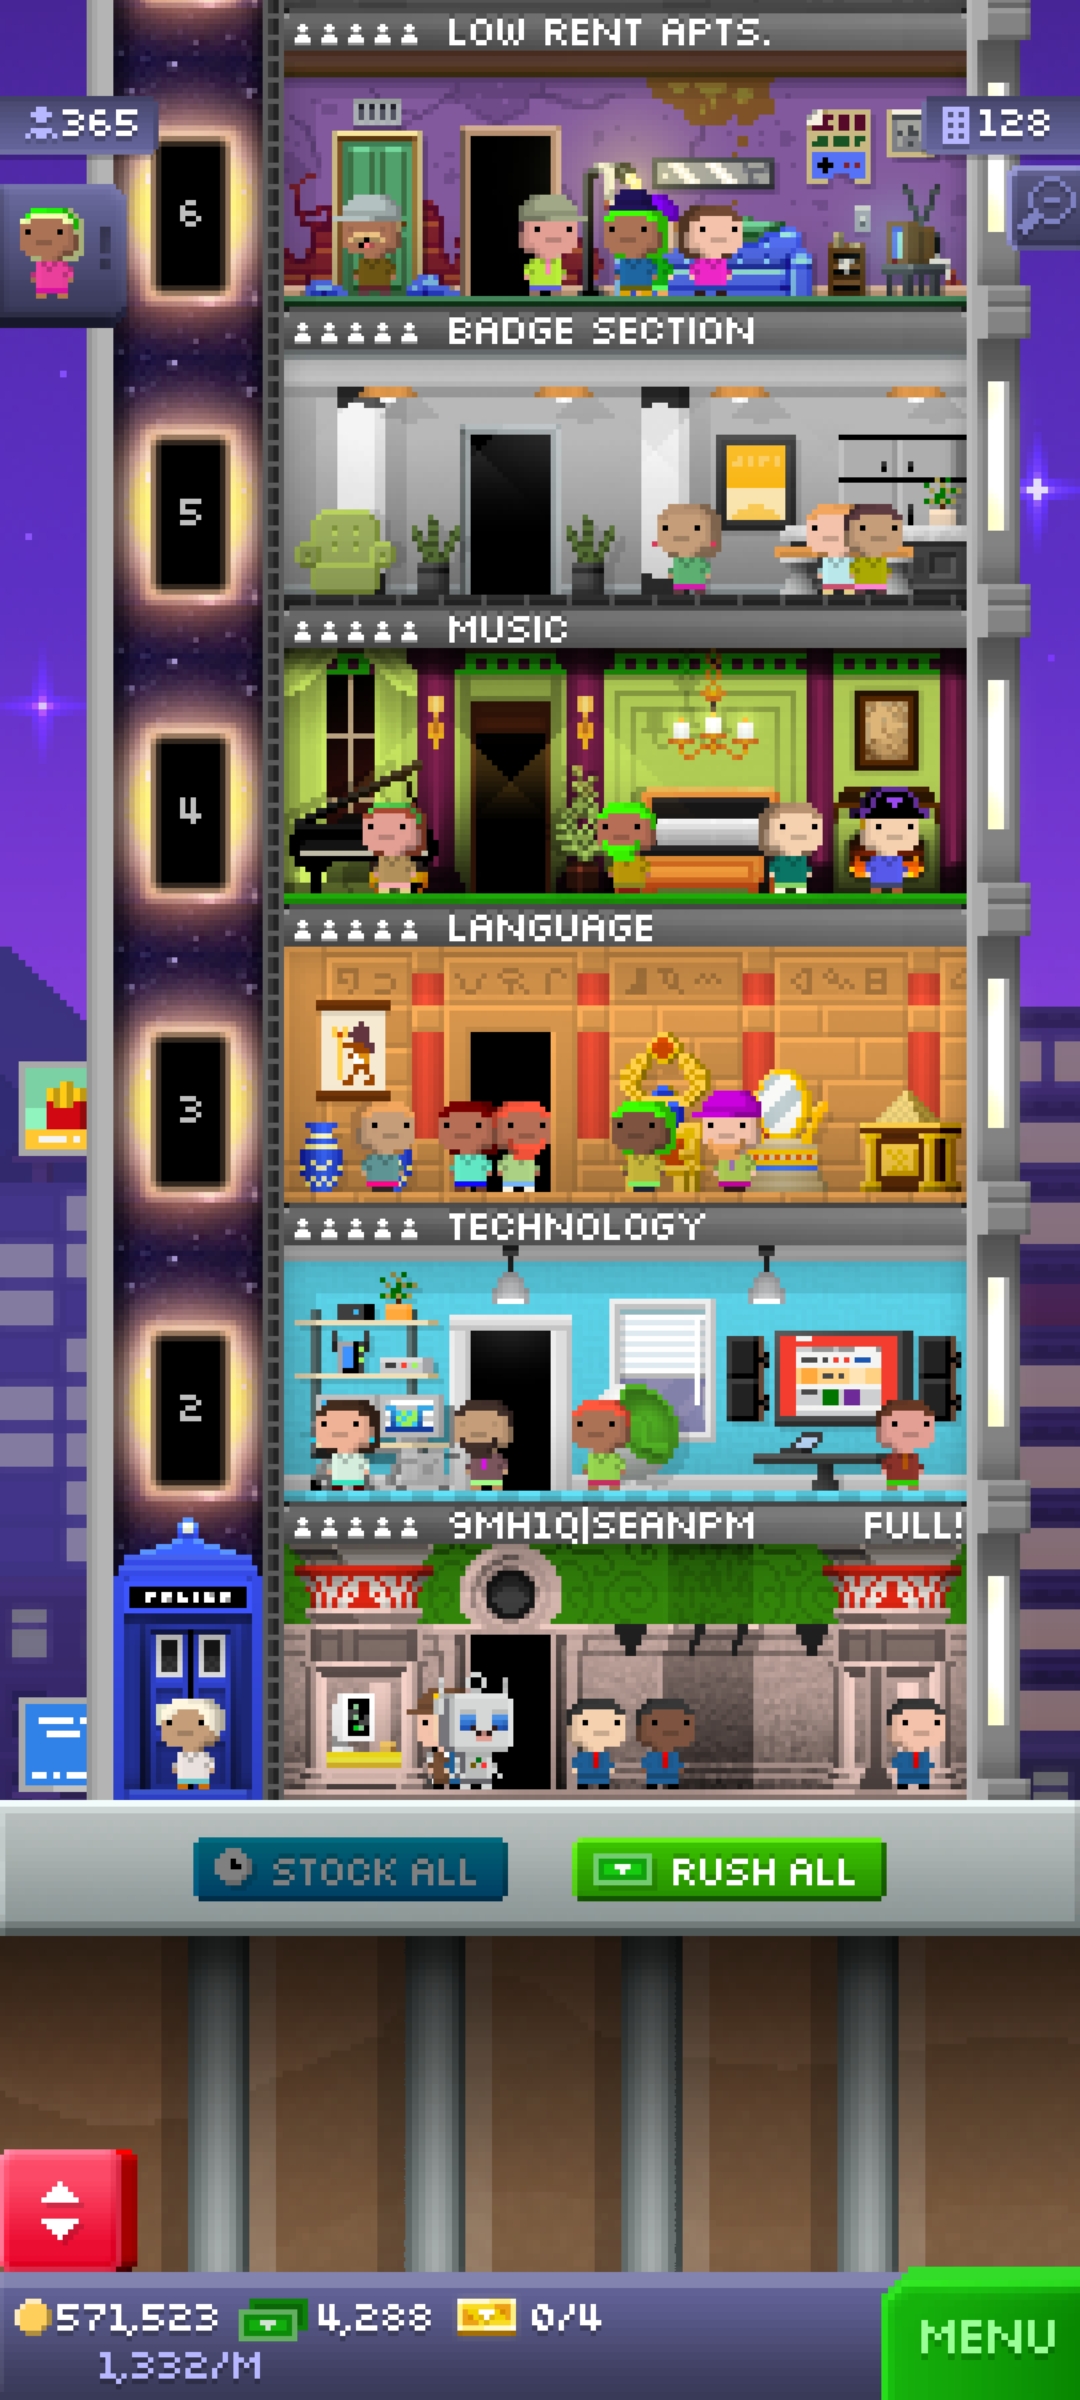 LOW RENT APTS.
365
128
6
BADGE SECTION
5
MUSIC
4
LANGUAGE
3
TECHNOLOGY
2
9MH1Q|SEANPM FULL!
POLICE
STOCK ALL
RUSH ALL
571,523 4,288 0/4
1,332/M
MENU